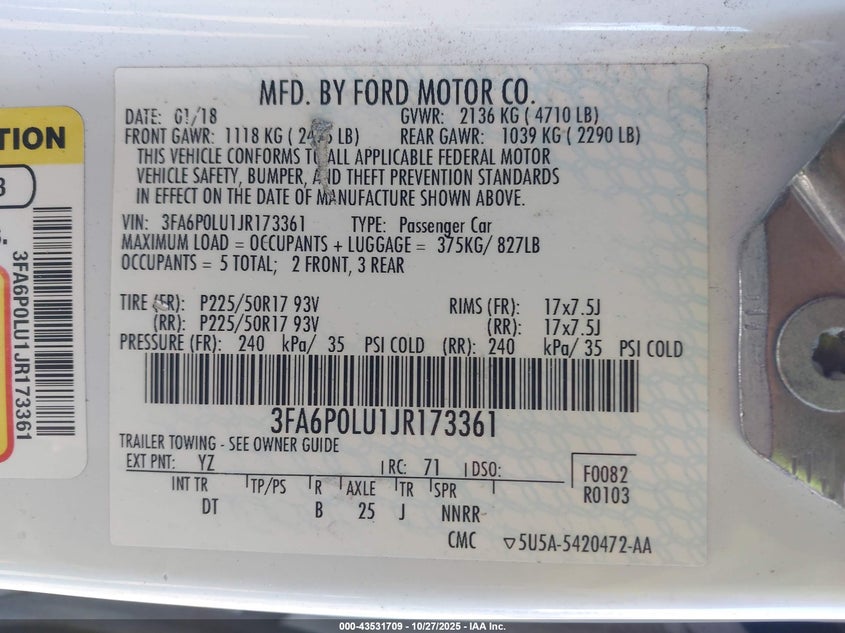 MFD. BY FORD MOTOR CO.
DATE: 01/18 GVWR: 2136 KG ( 4710 LB)
FRONT GAWR: 1118 KG ( LB) REAR GAWR: 1039 KG ( 2290 LB)
THIS VEHICLE CONFORMS TO ALL APPLICABLE FEDERAL MOTOR
VEHICLE SAFETY, BUMPER, AND THEFT PREVENTION STANDARDS
IN EFFECT ON THE DATE OF MANUFACTURE SHOWN ABOVE.
VIN: 3FA6P0LU1JR173361 TYPE: Passenger Car
MAXIMUM LOAD = OCCUPANTS + LUGGAGE = 375KG/ 827LB
OCCUPANTS = 5 TOTAL; 2 FRONT, 3 REAR
TIRE (FR): P225/50R17 93V RIMS (FR): 17x7.5J
(RR): P225/50R17 93V (RR): 17x7.5J
PRESSURE (FR): 240 kPa/ 35 PSI COLD (RR): 240 kPa/ 35 PSI COLD
3FA6P0LU1JR173361
TRAILER TOWING - SEE OWNER GUIDE
EXT PNT: YZ RC: 71 DSO:
F0082
R0103
INT TR TP/PS R AXLE TR SPR
DT B 25 J NNRR
CMC ▽5U5A-5420472-AA
TION
3
S.
3FA6P0LU1JR173361
000-43531709 • 10/27/2025 • IAA Inc.